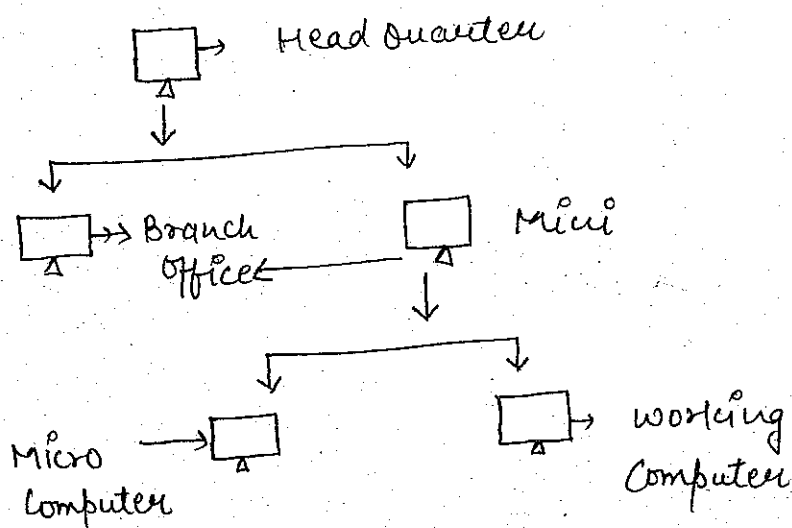 Head Quarter
Branch
Office
Mini
Micro
Computer
Working
Computer